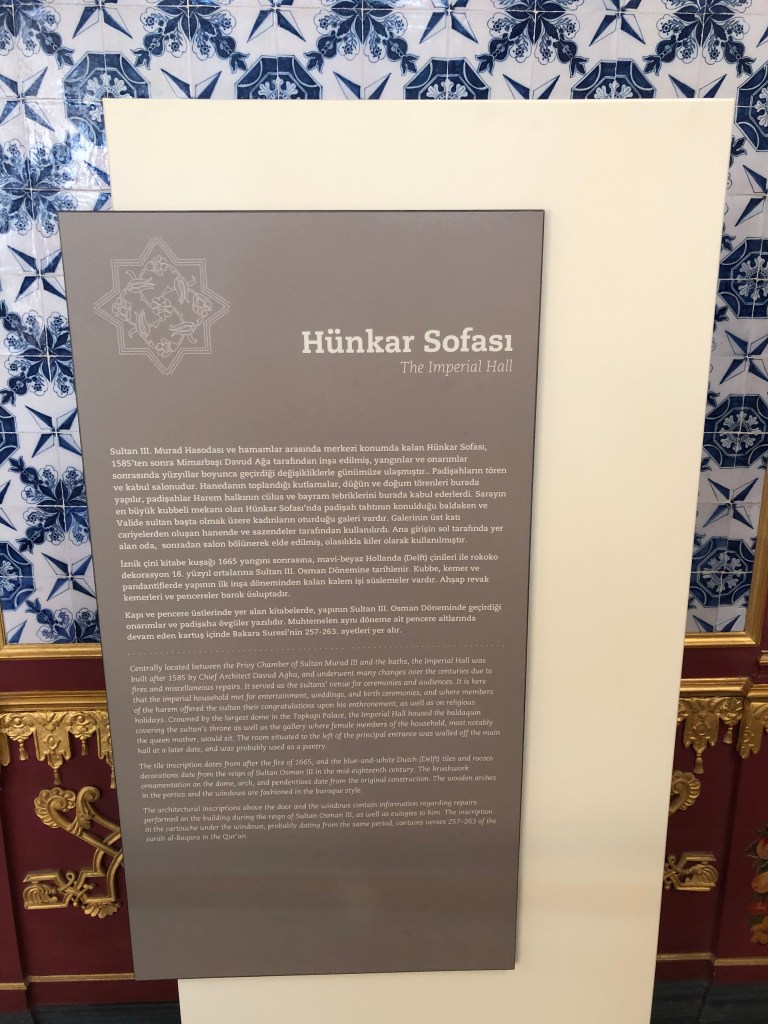 Hünkar Sofası
The Imperial Hall
Sultan III. Murad Hasodası ve hamamlar arasında merkezi konumda kalan Hünkar Sofası,
1585'ten sonra Mimarbaşı Davud Ağa tarafından inşa edilmiş, yangınlar ve onarımlar
sonrasında yüzyıllar boyunca geçirdiği değişikliklerle günümüze ulaşmıştır.. Padişahların tören
ve kabul salonudur. Hanedanın toplandığı kutlamalar, düğün ve doğum törenleri burada
yapılır, padişahlar Harem halkının cülus ve bayram tebriklerini burada kabul ederlerdi. Sarayın
en büyük kubbeli mekanı olan Hünkar Sofası'nda padişah tahtının konulduğu baldaken ve
Valide sultan başta olmak üzere kadınların oturduğu galeri vardır. Galerinin üst katı
cariyelerden oluşan hanende ve sazendeler tarafından kullanılırdı. Ana girişin sol tarafında yer
alan oda, sonradan salon bölünerek elde edilmiş, olasılıkla kiler olarak kullanılmıştır.
İznik çini kitabe kuşağı 1665 yangını sonrasına, mavi-beyaz Hollanda (Delft) çinileri ile rokoko
dekorasyon 18. yüzyıl ortalarına Sultan III. Osman Dönemine tarihlenir. Kubbe, kemer ve
pandantiflerde yapının ilk inşa döneminden kalan kalem işi süslemeler vardır. Ahşap revak
kemerleri ve pencereler barok üsluptadır.
Kapı ve pencere üstlerinde yer alan kitabelerde, yapının Sultan III. Osman Döneminde geçirdiği
onarımlar ve padişaha övgüler yazılıdır. Muhtemelen aynı döneme ait pencere altlarında
devam eden kartuş içinde Bakara Suresi'nin 257-263. ayetleri yer alır.
Centrally located between the Privy Chamber of Sultan Murad III and the baths, the Imperial Hall was
built after 1585 by Chief Architect Davud Agha, and underwent many changes over the centuries due to
fires and miscellaneous repairs. It served as the sultans' venue for ceremonies and audiences. It is here
that the imperial household met for entertainment, weddings, and birth ceremonies, and where members
of the harem offered the sultan their congratulations upon his enthronement, as well as on religious
holidays. Crowned by the largest dome in the Topkapı Palace, the Imperial Hall housed the baldaquin
covering the sultan's throne as well as the gallery where female members of the household, most notably
the queen mother, would sit. The room situated to the left of the principal entrance was walled off the main
hall at a later date, and was probably used as a pantry.
The tile inscription dates from after the fire of 1665, and the blue-and-white Dutch (Delft) tiles and rococo
decorations date from the reign of Sultan Osman III in the mid-eighteenth century. The brushwork
ornamentation on the dome, arch, and pendentives date from the original construction. The wooden arches
in the portico and the windows are fashioned in the baroque style.
The architectural inscriptions above the door and the windows contain information regarding repairs
performed on the building during the reign of Sultan Osman III, as well as eulogies to him. The inscription
in the cartouche under the windows, probably dating from the same period, contains verses 257-263 of the
surah al-Baqara in the Qur'an.